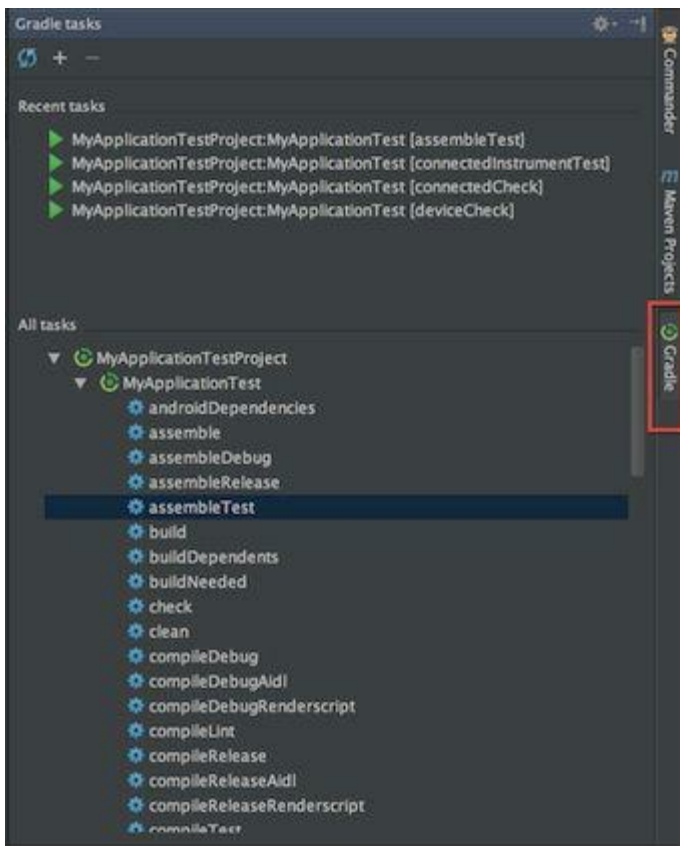 Gradle tasks
Recent tasks
MyApplicationTestProject:MyApplicationTest [assembleTest]
MyApplicationTestProject:MyApplicationTest [connectedInstrumentTest]
MyApplicationTestProject:MyApplicationTest [connectedCheck]
MyApplicationTestProject:MyApplicationTest [deviceCheck]
All tasks
MyApplicationTestProject
MyApplicationTest
androidDependencies
assemble
assembleDebug
assembleRelease
assembleTest
build
buildDependents
buildNeeded
check
clean
compileDebug
compileDebugAidl
compileDebugRenderscript
compileLint
compileRelease
compileReleaseAidl
compileReleaseRenderscript
compileTest
Commander
Maven Projects
Gradle